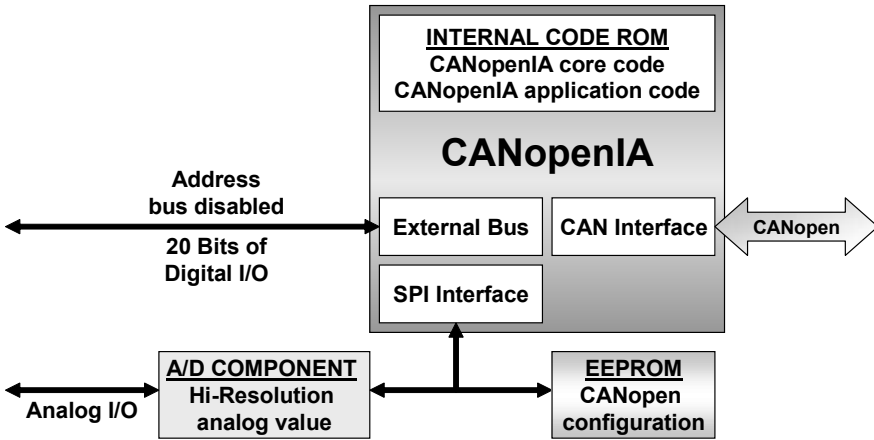 INTERNAL CODE ROM
CANopenIA core code
CANopenIA application code
CANopenIA
Address
bus disabled
20 Bits of
Digital I/O
External Bus
CAN Interface
CANopen
SPI Interface
A/D COMPONENT
Hi-Resolution
analog value
Analog I/O
EEPROM
CANopen
configuration